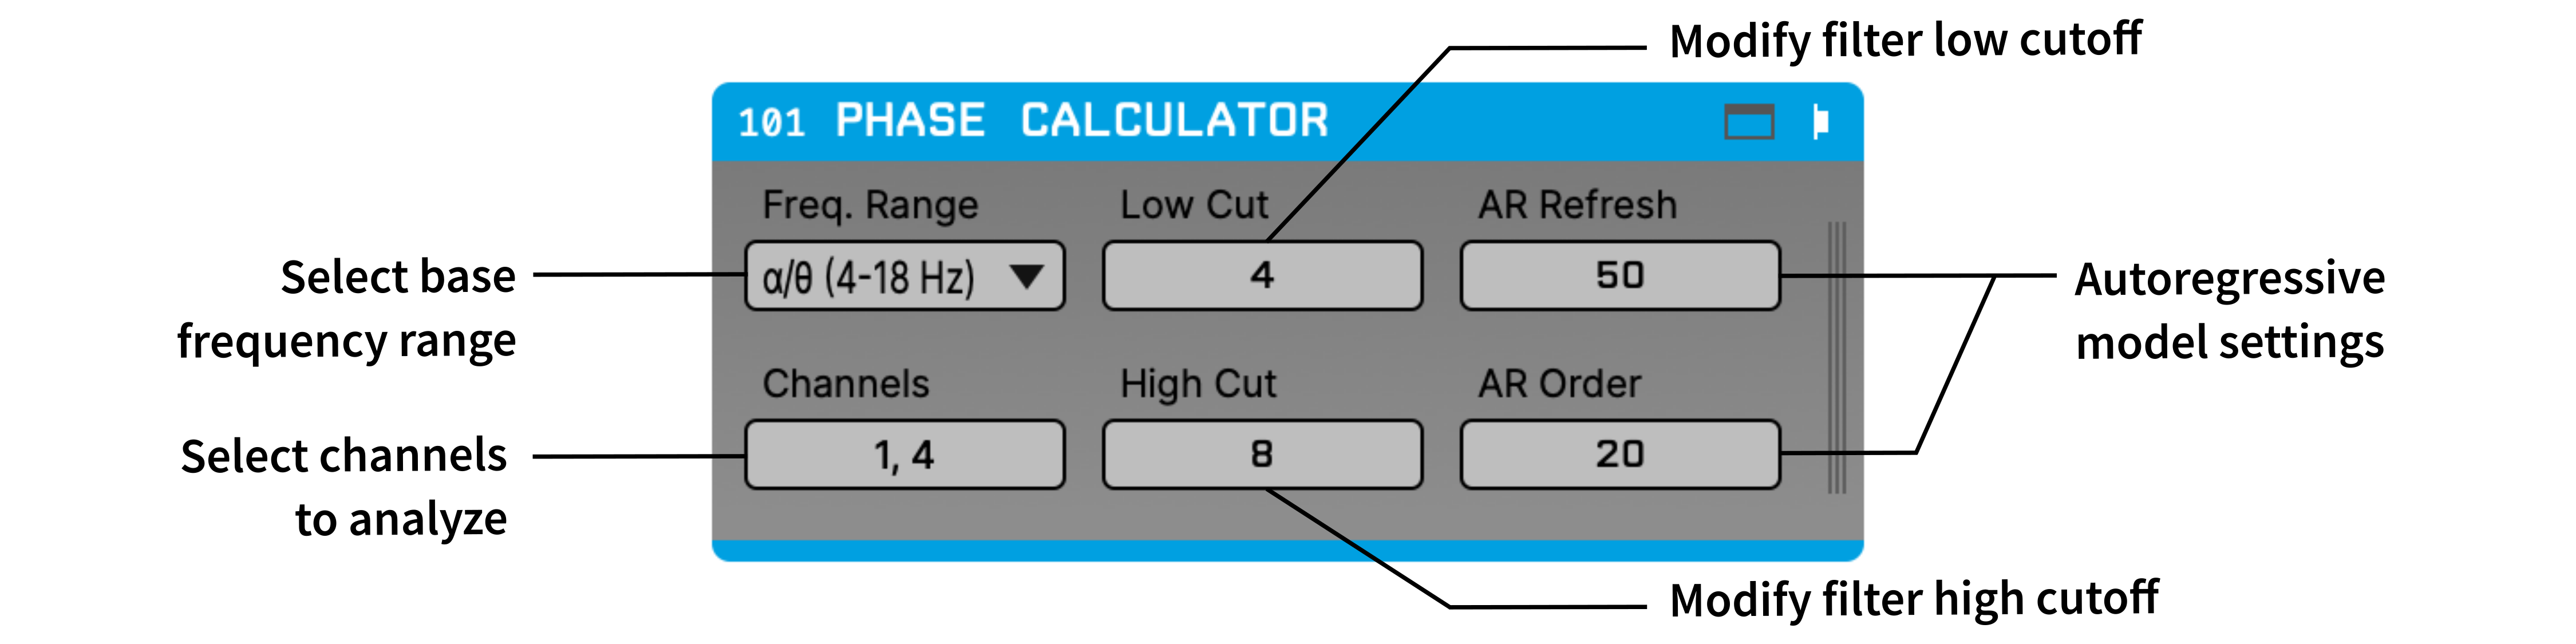 Modify filter low cutoff
101 PHASE CALCULATOR
Freq. Range
Low Cut
AR Refresh
Select base
frequency range
α/θ (4-18 Hz)
4
50
Autoregressive
model settings
Channels
High Cut
AR Order
Select channels
to analyze
1, 4
8
20
Modify filter high cutoff